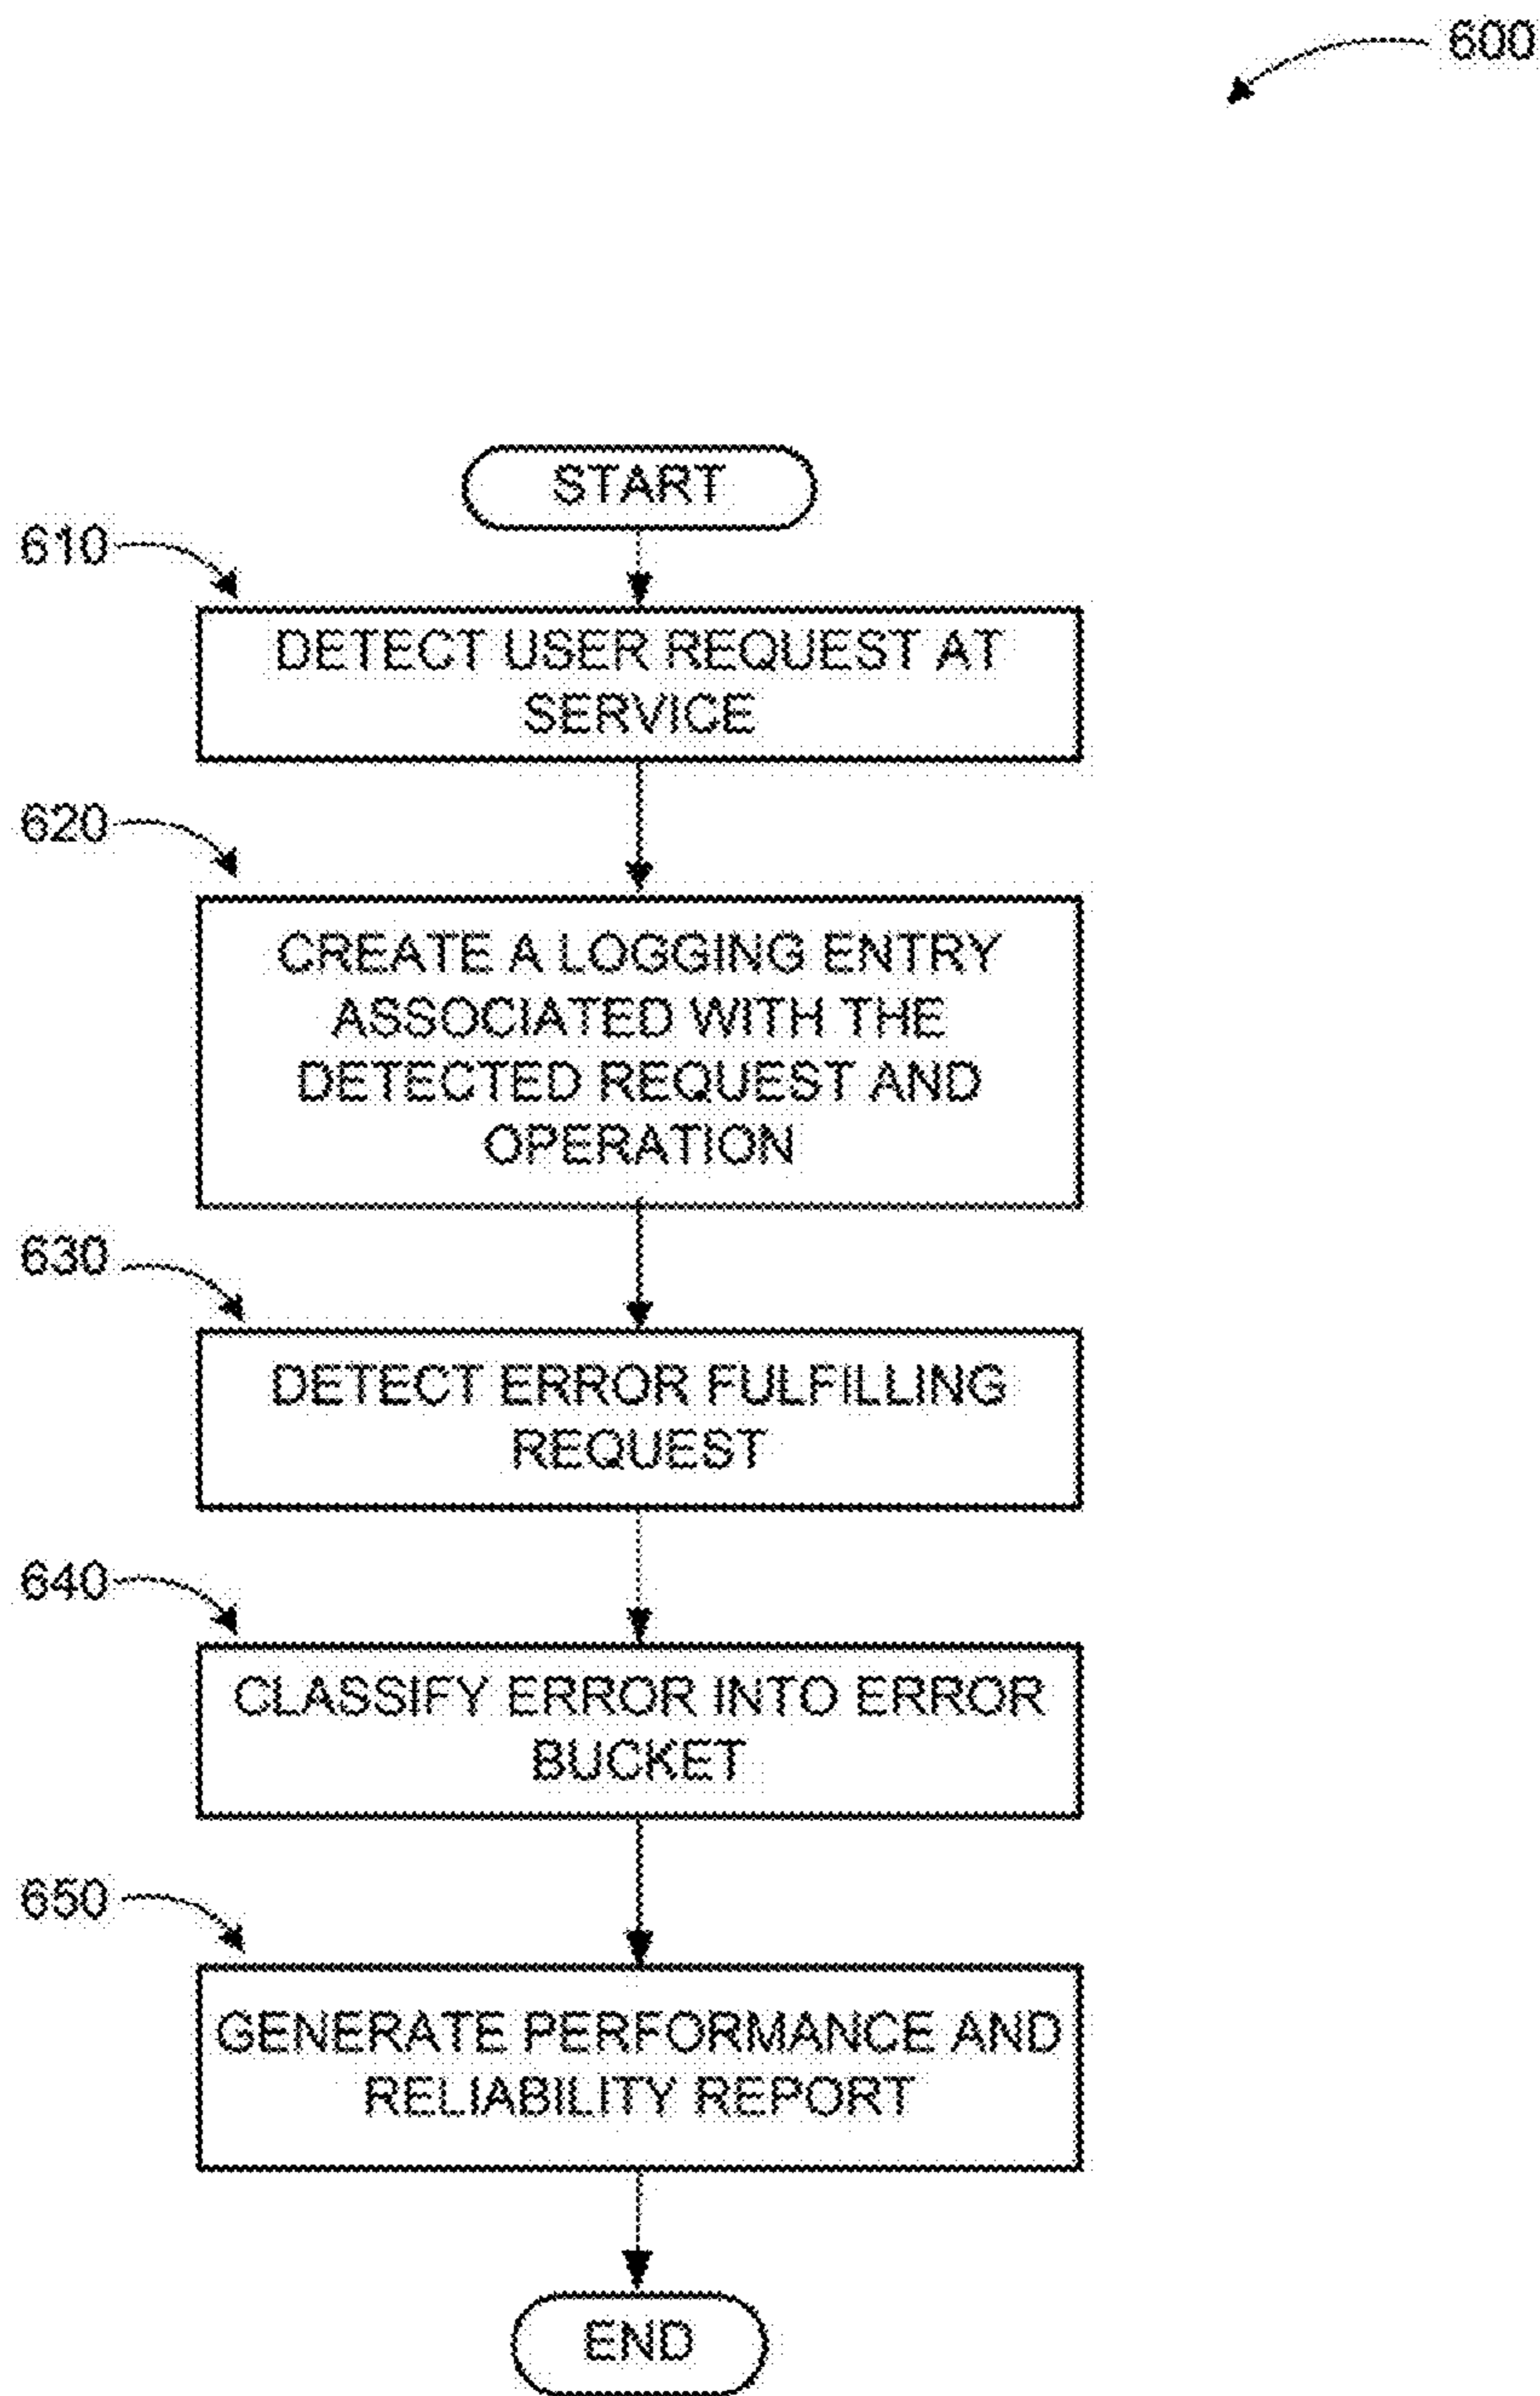 600
START
610
DETECT USER REQUEST AT
SERVICE
620
CREATE A LOGGING ENTRY
ASSOCIATED WITH THE
DETECTED REQUEST AND
OPERATION
630
DETECT ERROR FULFILLING
REQUEST
640
CLASSIFY ERROR INTO ERROR
BUCKET
650
GENERATE PERFORMANCE AND
RELIABILITY REPORT
END